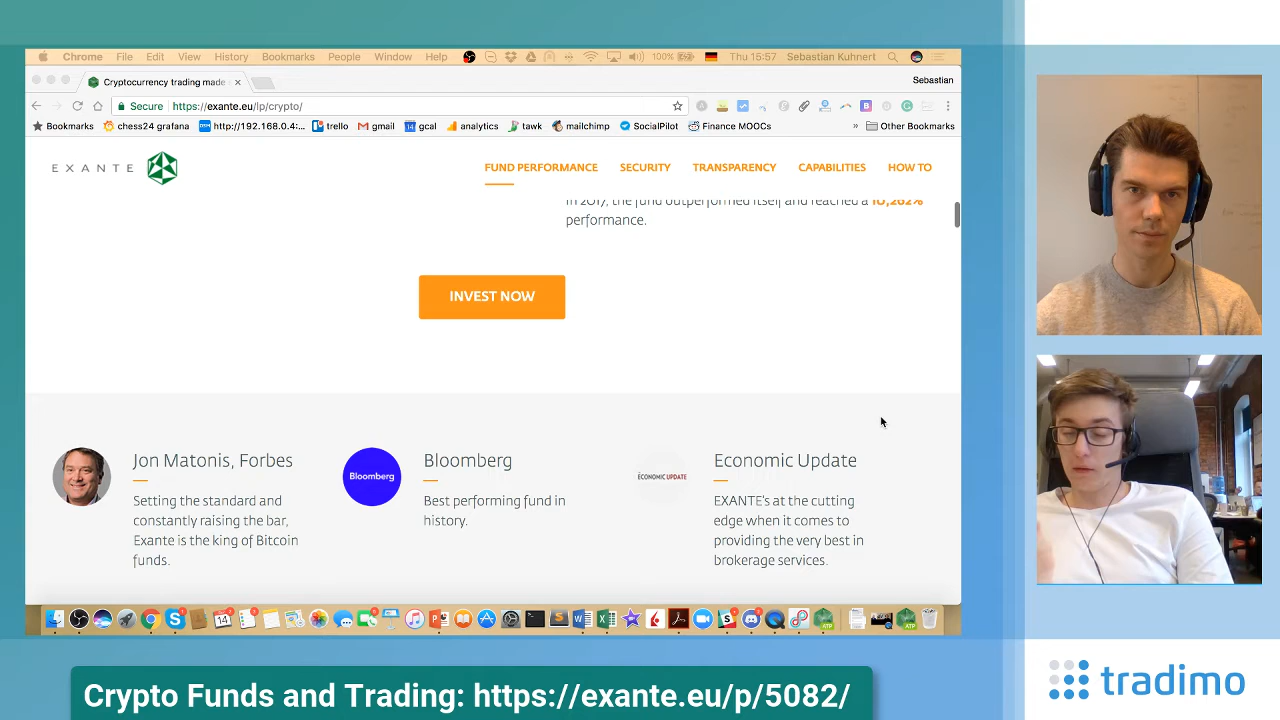 Chrome File Edit View History Bookmarks People Window Help 100% Thu 15:57 Sebastian Kuhnert
Cryptocurrency trading made
Sebastian
Secure https://exante.eu/lp/crypto/
Bookmarks chess24 grafana http://192.168.0.4:... trello gmail gcal analytics tawk mailchimp SocialPilot Finance MOOCs » Other Bookmarks
EXANTE FUND PERFORMANCE SECURITY TRANSPARENCY CAPABILITIES HOW TO
In 2017, the fund outperformed itself and reached a
performance.
INVEST NOW
Jon Matonis, Forbes
Setting the standard and
constantly raising the bar,
Exante is the king of Bitcoin
funds.
Bloomberg
Bloomberg
Best performing fund in
history.
ECONOMIC UPDATE
Economic Update
EXANTE's at the cutting
edge when it comes to
providing the very best in
brokerage services.
Crypto Funds and Trading: https://exante.eu/p/5082/
tradimo